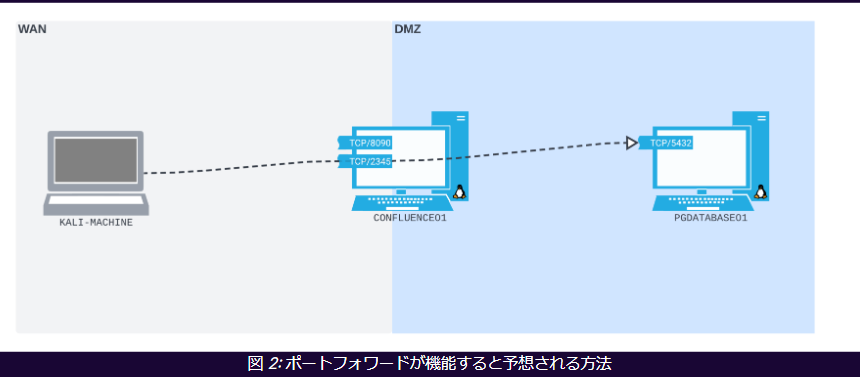 WAN
DMZ
TCP/8090
TCP/2345
TCP/5432
KALI-MACHINE
CONFLUENCE01
PGDATABASE01
図 2: ポートフォワードが機能すると予想される方法